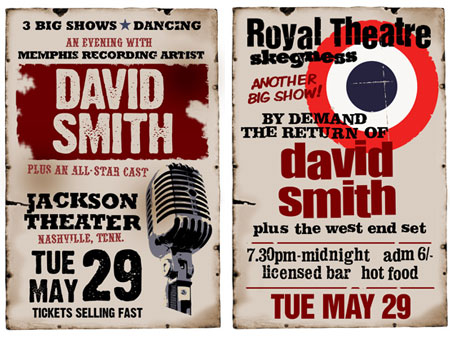 3 BIG SHOWS ★ DANCING
AN EVENING WITH
MEMPHIS RECORDING ARTIST
DAVID
SMITH
PLUS AN ALL-STAR CAST
JACKSON
THEATER
NASHVILLE, TENN.
TUE
MAY 29
TICKETS SELLING FAST
Royal Theatre
skegness
ANOTHER
BIG SHOW!
BY DEMAND
THE RETURN OF
david
smith
plus the west end set
7.30pm-midnight adm 6/-
licensed bar hot food
TUE MAY 29